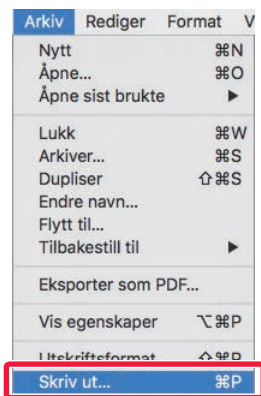 Arkiv Rediger Format V
Nytt ⌘N
Åpne... ⌘O
Åpne sist brukte ▶
Lukk ⌘W
Arkiver... ⌘S
Dupliser ⇧⌘S
Endre navn...
Flytt til...
Tilbakestill til ▶
Eksporter som PDF...
Vis egenskaper ⌥⌘P
Utskriftsformat ⇧⌘P
Skriv ut... ⌘P